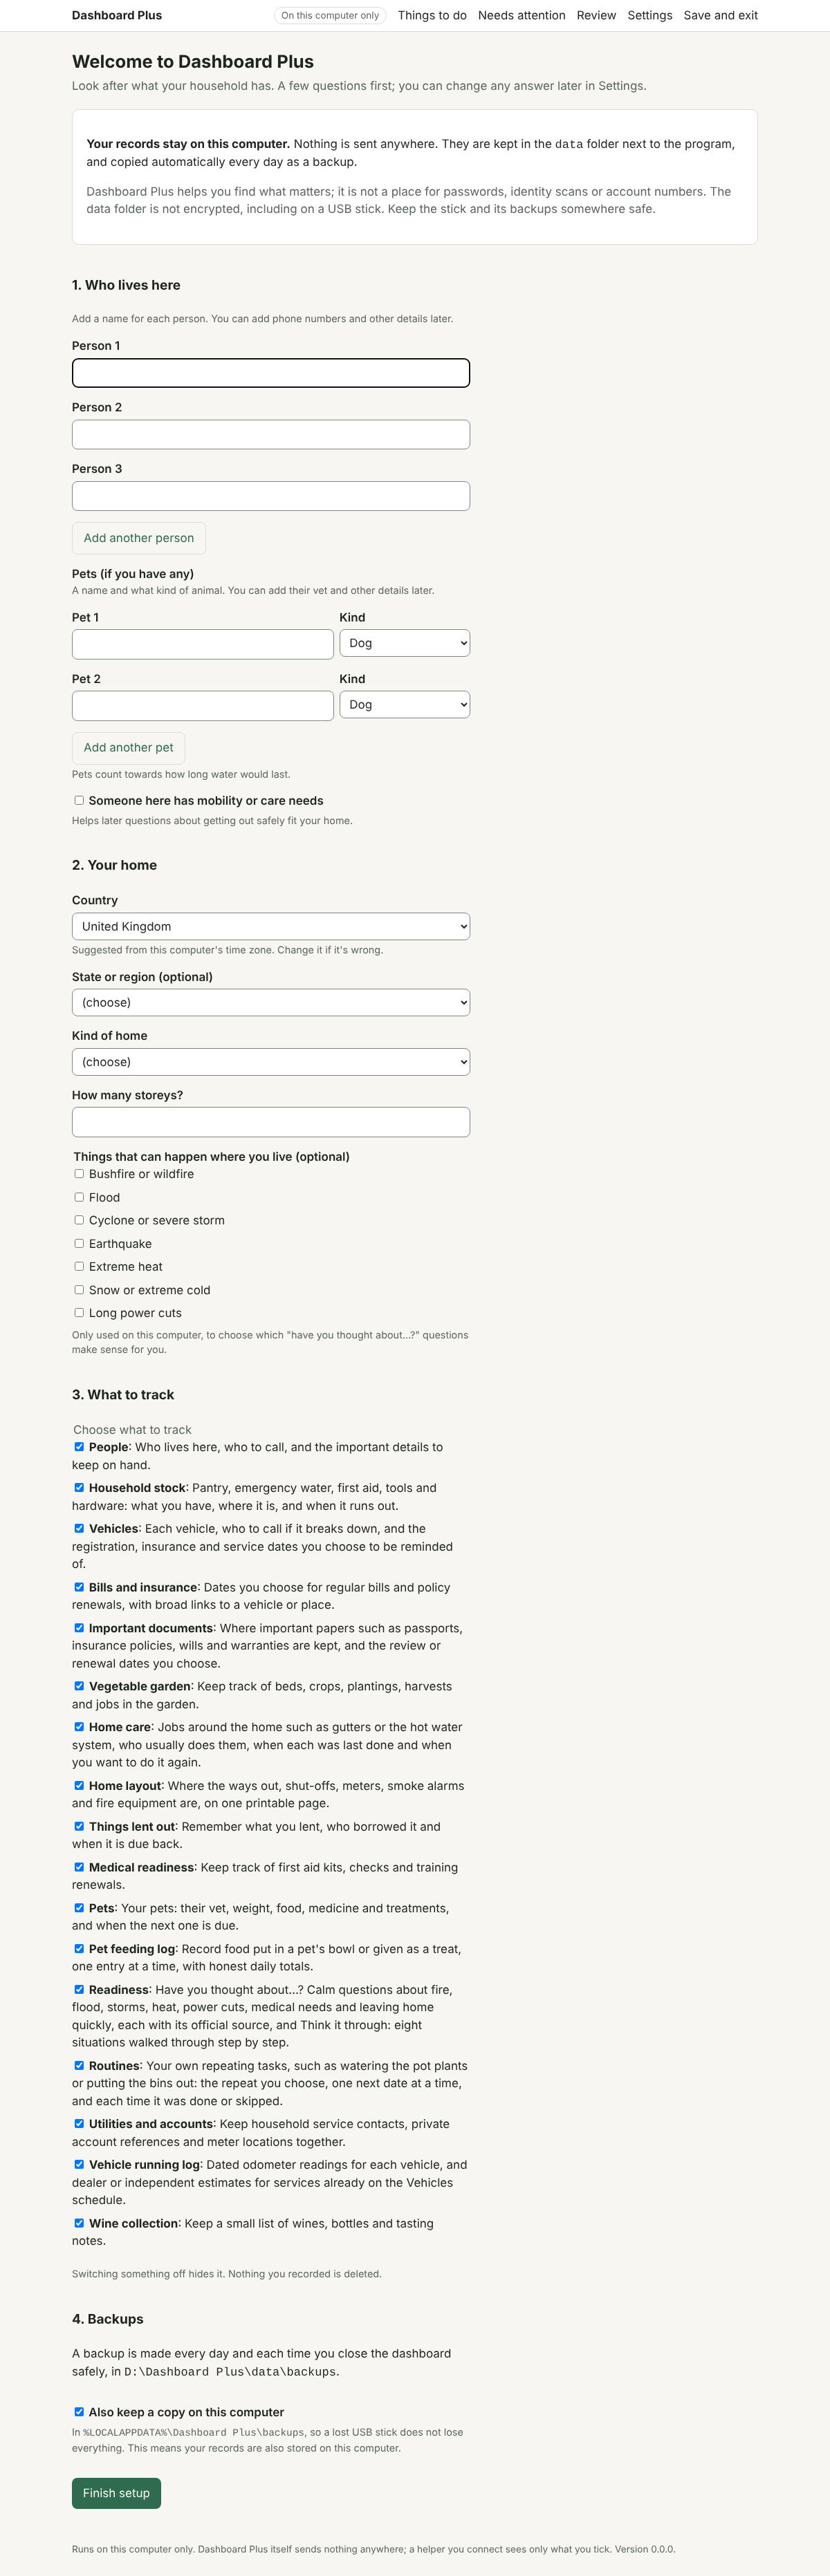 Dashboard Plus
On this computer only
Things to do
Needs attention
Review
Settings
Save and exit
Welcome to Dashboard Plus
Look after what your household has. A few questions first; you can change any answer later in Settings.
Your records stay on this computer. Nothing is sent anywhere. They are kept in the data folder next to the program,
and copied automatically every day as a backup.
Dashboard Plus helps you find what matters; it is not a place for passwords, identity scans or account numbers. The
data folder is not encrypted, including on a USB stick. Keep the stick and its backups somewhere safe.
1. Who lives here
Add a name for each person. You can add phone numbers and other details later.
Person 1
Person 2
Person 3
Add another person
Pets (if you have any)
A name and what kind of animal. You can add their vet and other details later.
Pet 1
Kind
Dog
Pet 2
Kind
Dog
Add another pet
Pets count towards how long water would last.
Someone here has mobility or care needs
Helps later questions about getting out safely fit your home.
2. Your home
Country
United Kingdom
Suggested from this computer's time zone. Change it if it's wrong.
State or region (optional)
(choose)
Kind of home
(choose)
How many storeys?
Things that can happen where you live (optional)
Bushfire or wildfire
Flood
Cyclone or severe storm
Earthquake
Extreme heat
Snow or extreme cold
Long power cuts
Only used on this computer, to choose which "have you thought about...?" questions
make sense for you.
3. What to track
Choose what to track
People: Who lives here, who to call, and the important details to
keep on hand.
Household stock: Pantry, emergency water, first aid, tools and
hardware: what you have, where it is, and when it runs out.
Vehicles: Each vehicle, who to call if it breaks down, and the
registration, insurance and service dates you choose to be reminded
of.
Bills and insurance: Dates you choose for regular bills and policy
renewals, with broad links to a vehicle or place.
Important documents: Where important papers such as passports,
insurance policies, wills and warranties are kept, and the review or
renewal dates you choose.
Vegetable garden: Keep track of beds, crops, plantings, harvests
and jobs in the garden.
Home care: Jobs around the home such as gutters or the hot water
system, who usually does them, when each was last done and when
you want to do it again.
Home layout: Where the ways out, shut-offs, meters, smoke alarms
and fire equipment are, on one printable page.
Things lent out: Remember what you lent, who borrowed it and
when it is due back.
Medical readiness: Keep track of first aid kits, checks and training
renewals.
Pets: Your pets: their vet, weight, food, medicine and treatments,
and when the next one is due.
Pet feeding log: Record food put in a pet's bowl or given as a treat,
one entry at a time, with honest daily totals.
Readiness: Have you thought about...? Calm questions about fire,
flood, storms, heat, power cuts, medical needs and leaving home
quickly, each with its official source, and Think it through: eight
situations walked through step by step.
Routines: Your own repeating tasks, such as watering the pot plants
or putting the bins out: the repeat you choose, one next date at a time,
and each time it was done or skipped.
Utilities and accounts: Keep household service contacts, private
account references and meter locations together.
Vehicle running log: Dated odometer readings for each vehicle, and
dealer or independent estimates for services already on the Vehicles
schedule.
Wine collection: Keep a small list of wines, bottles and tasting
notes.
Switching something off hides it. Nothing you recorded is deleted.
4. Backups
A backup is made every day and each time you close the dashboard
safely, in D:\Dashboard Plus\data\backups.
Also keep a copy on this computer
In %LOCALAPPDATA%\Dashboard Plus\backups, so a lost USB stick does not lose
everything. This means your records are also stored on this computer.
Finish setup
Runs on this computer only. Dashboard Plus itself sends nothing anywhere; a helper you connect sees only what you tick. Version 0.0.0.